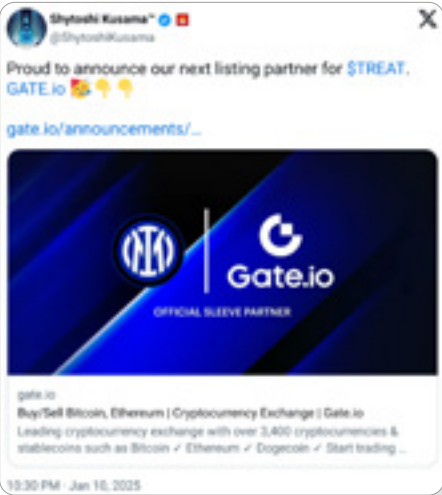 Shytoshi Kusama™
@ShytoshiKusama
Proud to announce our next listing partner for $TREAT.
GATE.io
gate.io/announcements/...
Gate.io
OFFICIAL SLEEVE PARTNER
gate.io
Buy/Sell Bitcoin, Ethereum | Cryptocurrency Exchange | Gate.io
Leading cryptocurrency exchange with over 3,400 cryptocurrencies &
stablecoins such as Bitcoin ✓ Ethereum ✓ Dogecoin ✓ Start trading ...
10:30 PM · Jan 10, 2025